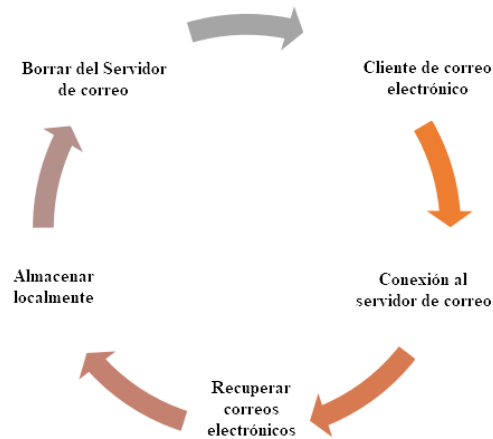 Borrar del Servidor
de correo
Cliente de correo
electrónico
Conexión al
servidor de correo
Recuperar
correos
electrónicos
Almacenar
localmente